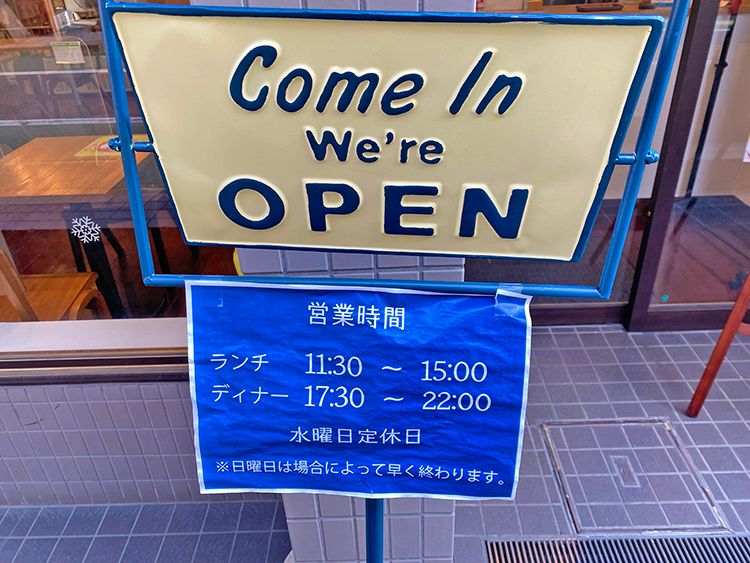 Come In
We're
OPEN
営業時間
ランチ 11:30 ～ 15:00
ディナー 17:30 ～ 22:00
水曜日定休日
※日曜日は場合によって早く終わります。